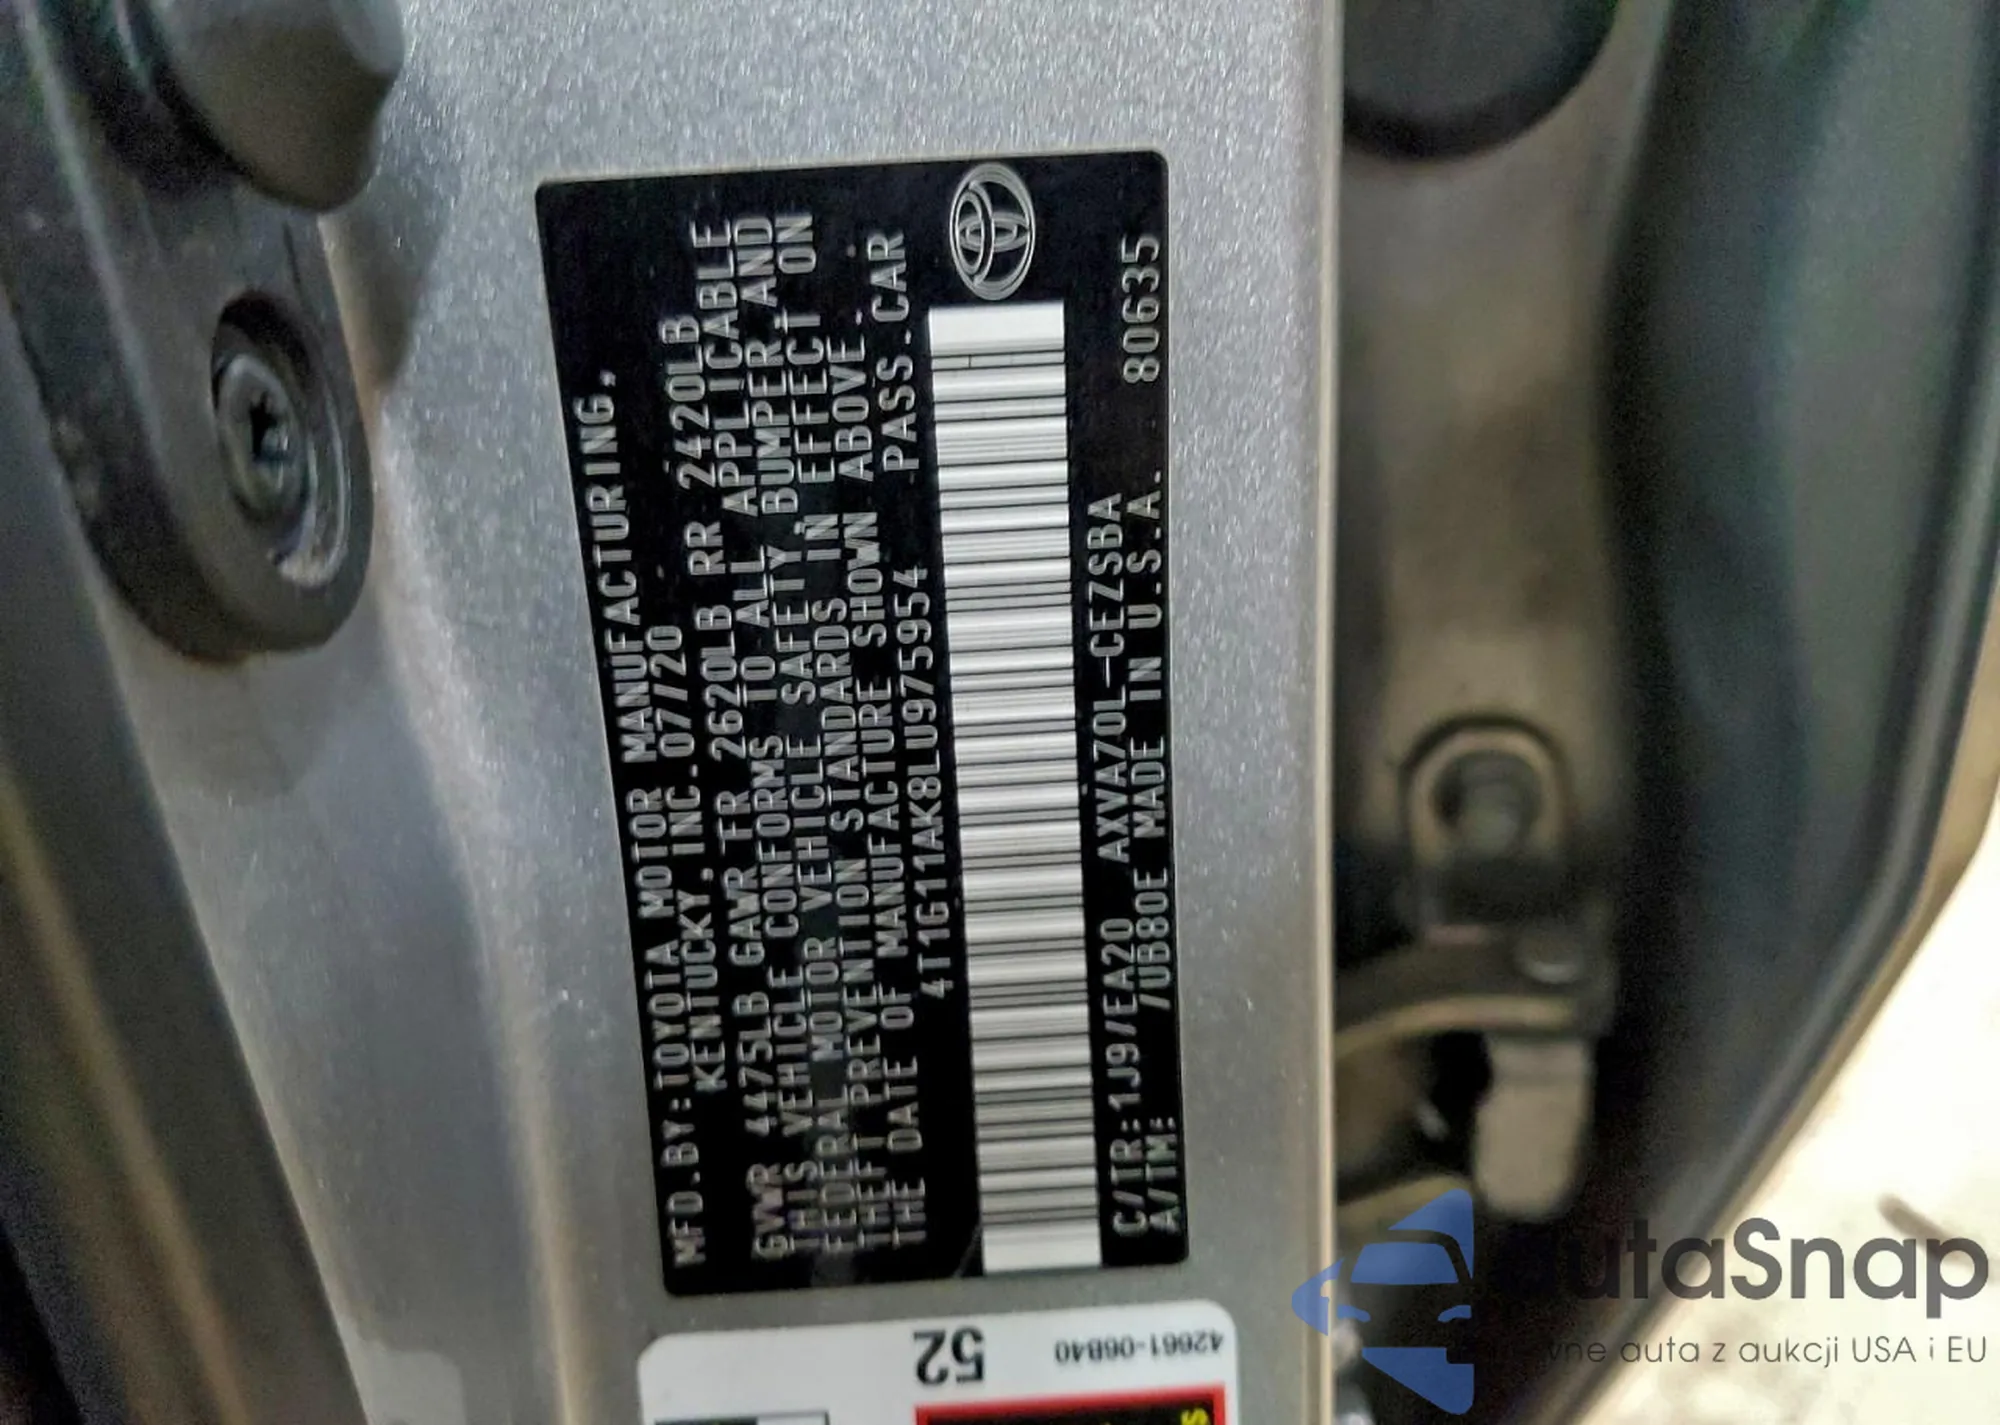 MFD.BY:TOYOTA MOTOR MANUFACTURING,
KENTUCKY, INC. 07/20
GVWR 4475LB GAWR FR 2620LB RR 2420LB
THIS VEHICLE CONFORMS TO ALL APPLICABLE
FEDERAL MOTOR VEHICLE SAFETY, BUMPER, AND
THEFT PREVENTION STANDARDS IN EFFECT ON
THE DATE OF MANUFACTURE SHOWN ABOVE.
4T1G11AK8LU975954 PASS.CAR
C/TR:1J9/EA20 AXVA70L-CEZSBA
A/TM: /UB80E MADE IN U.S.A. 80635
52
42661-06B40
utaSnap
auta z aukcji USA i EU